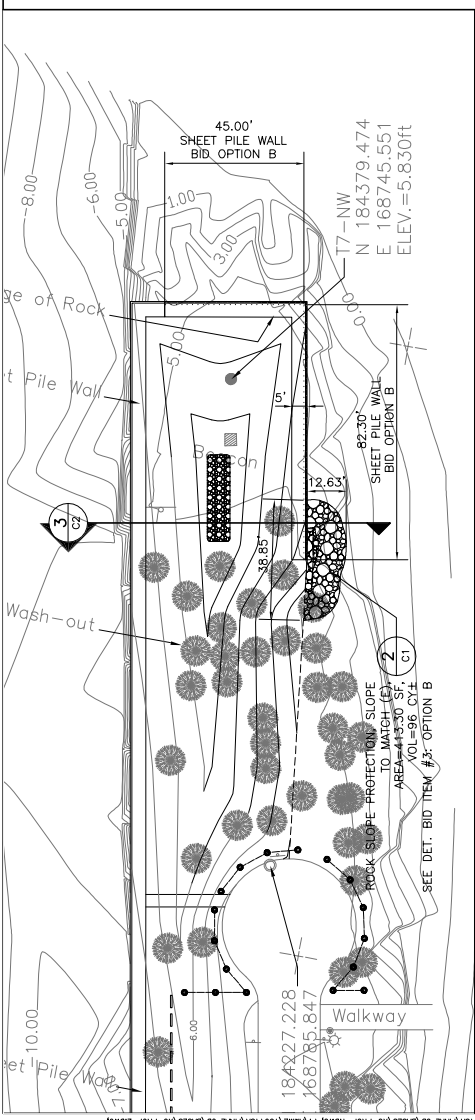 45.00'
SHEET PILE WALL
BID OPTION B
-8.00
-6.00
-5.00
1.00
3.00
T7-NW
N 184379.474
E 168745.551
ELEV.=5.830ft
ge of Rock
0.00
-5.00
et Pile Wall
5'
82.30'
SHEET PILE WALL
BID OPTION B
Beacon
12.63'
3
C2
38.85'
Wash-out
2
C1
ROCK SLOPE PROTECTION, SLOPE
TO MATCH (E),
AREA=413.30 SF,
VOL=96 CY±
SEE DET. BID ITEM #3: OPTION B
184227.228
Walkway
10.00
6.00
et Pile Wall